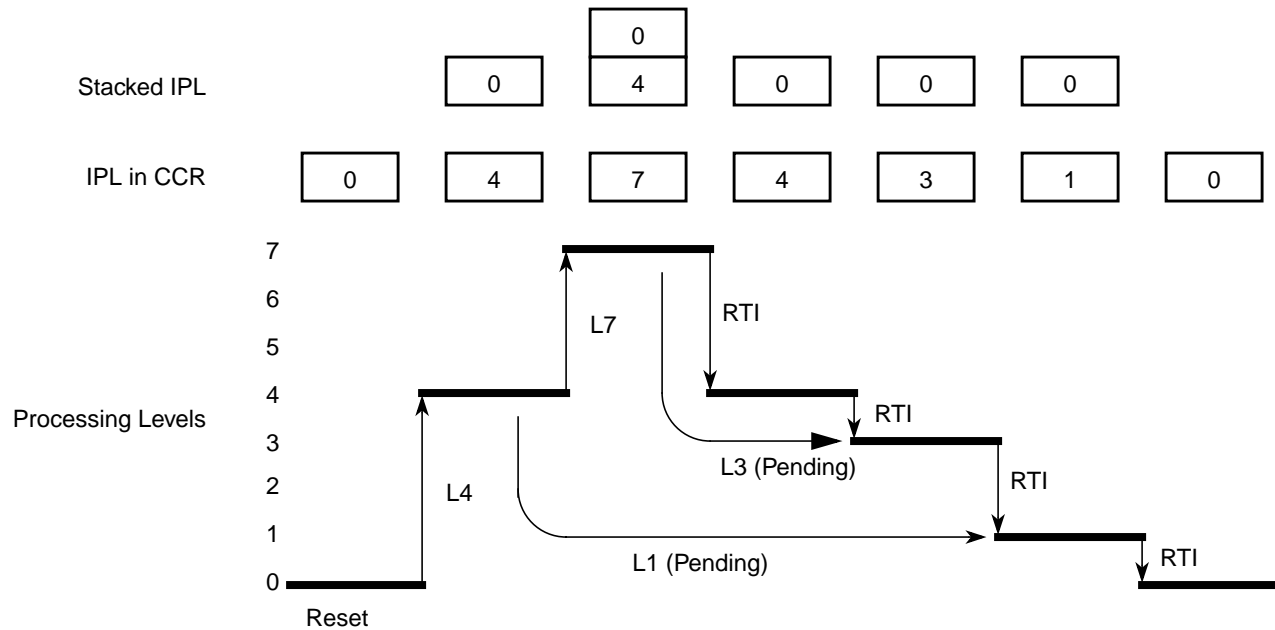 0
Stacked IPL 0 4 0 0 0
IPL in CCR 0 4 7 4 3 1 0
7
6
RTI
L7
5
4
Processing Levels
RTI
3
L3 (Pending)
2
L4
RTI
1
L1 (Pending)
RTI
0
Reset